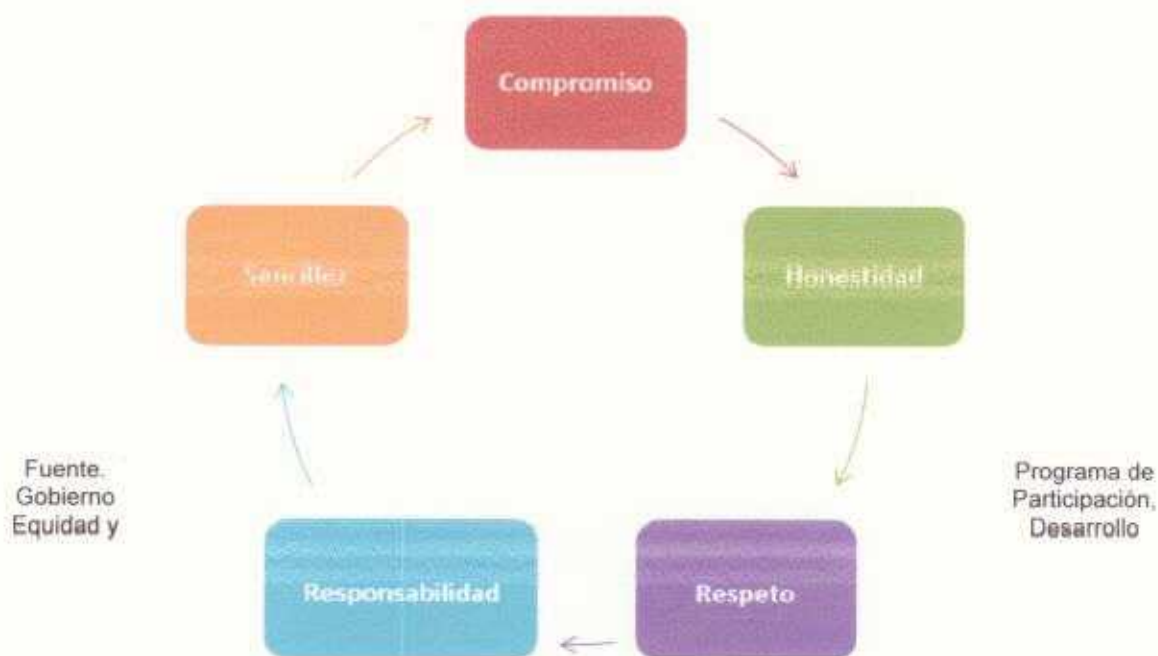 Compromiso
Sencillez
Honestidad
Fuente.
Gobierno
Equidad y
Programa de
Participación,
Desarrollo
Responsabilidad
Respeto